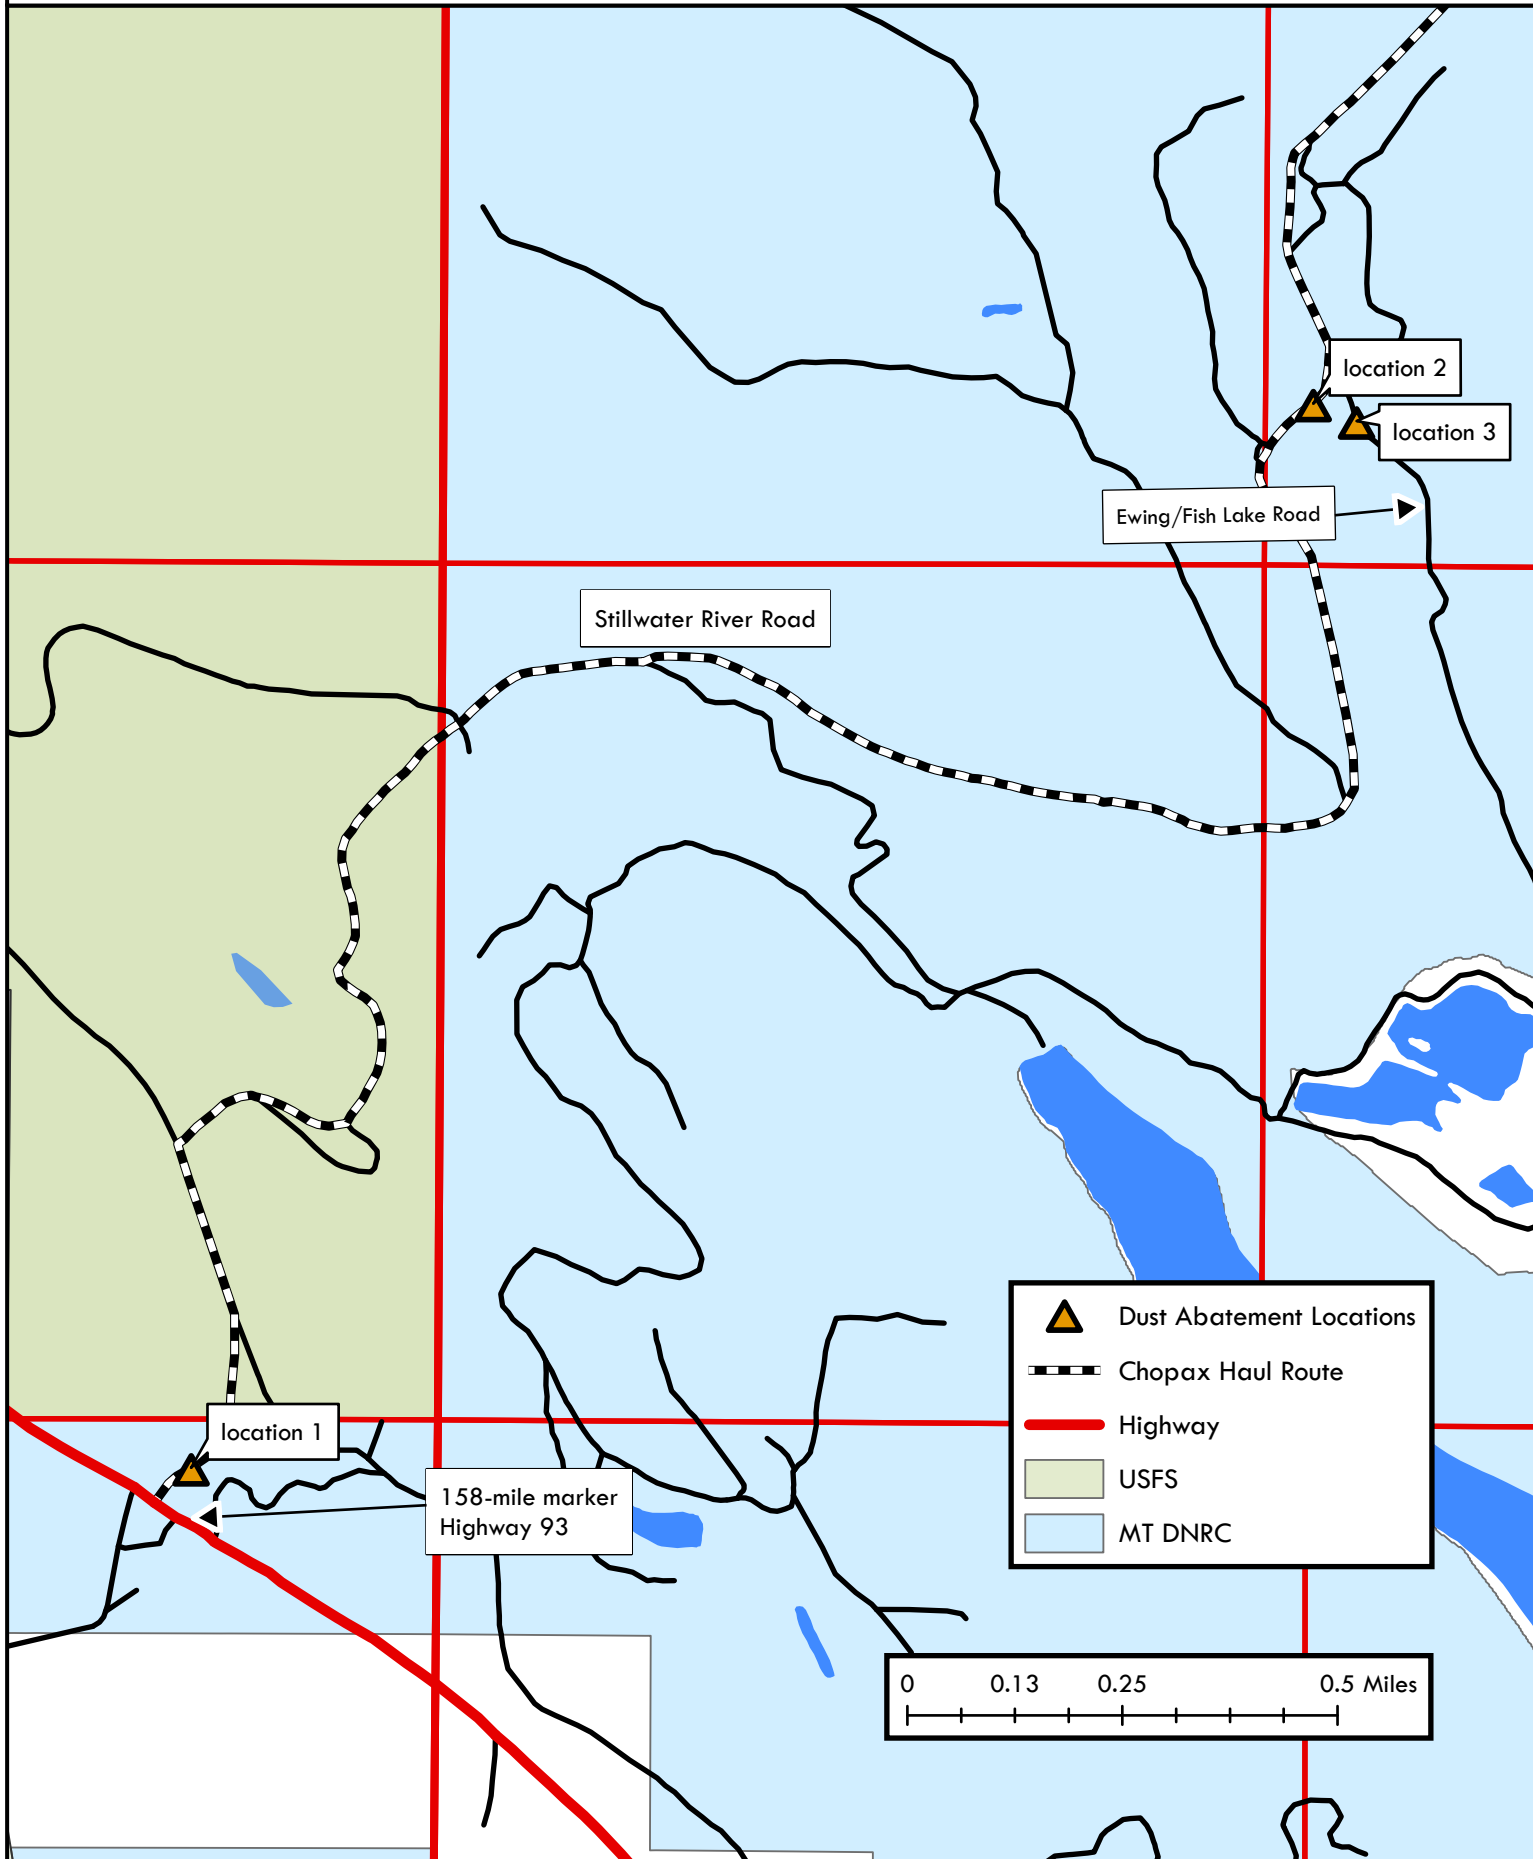 location 2
location 3
Ewing/Fish Lake Road
Stillwater River Road
location 1
158-mile marker
Highway 93
Dust Abatement Locations
Chopax Haul Route
Highway
USFS
MT DNRC
0 0.13 0.25 0.5 Miles